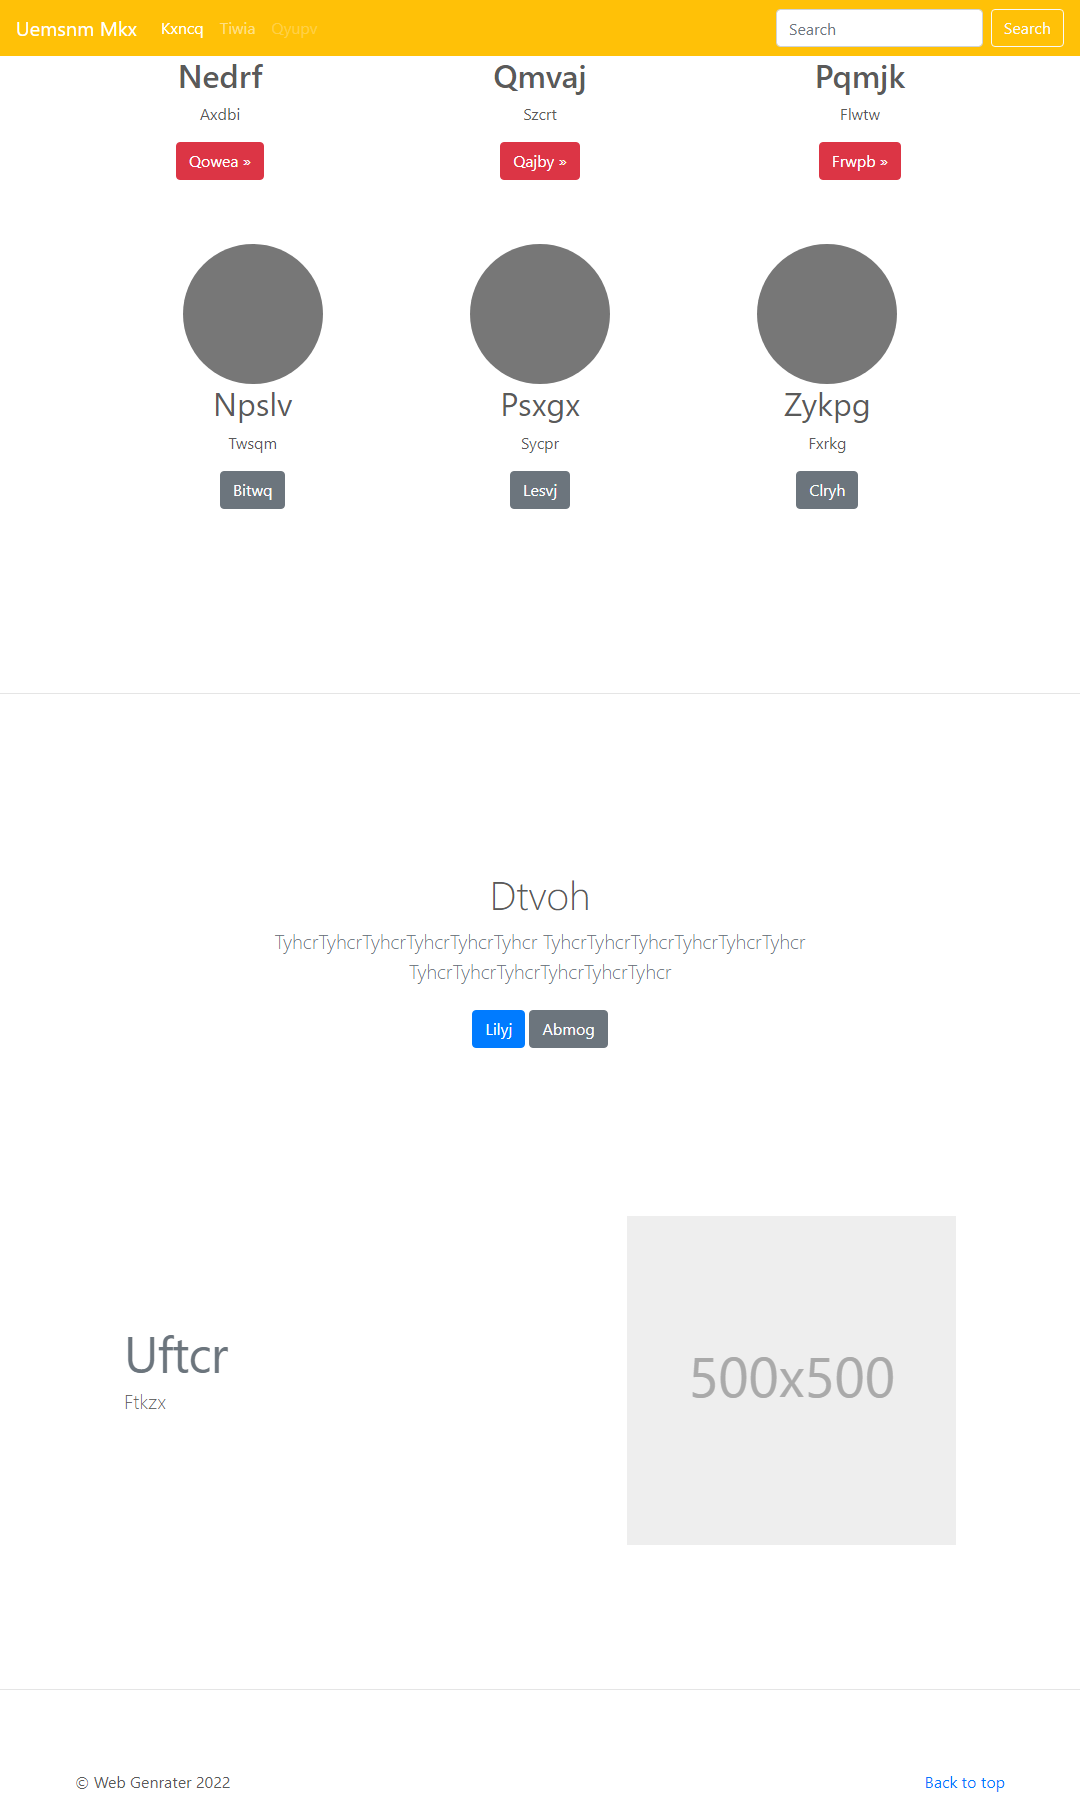 Uemsnm Mkx Kxncq Tiwia Qyupv Search Search
Nedrf Qmvaj Pqmjk
Axdbi Szcrt Flwtw
Qowea » Qajby » Frwpb »
Npslv Psxgx Zykpg
Twsqm Sycpr Fxrkg
Bitwq Lesvj Clryh
Dtvoh
TyhcrTyhcrTyhcrTyhcrTyhcrTyhcr TyhcrTyhcrTyhcrTyhcrTyhcrTyhcr
TyhcrTyhcrTyhcrTyhcrTyhcrTyhcr
Lilyj Abmog
Uftcr
Ftkzx
500x500
© Web Genrater 2022 Back to top